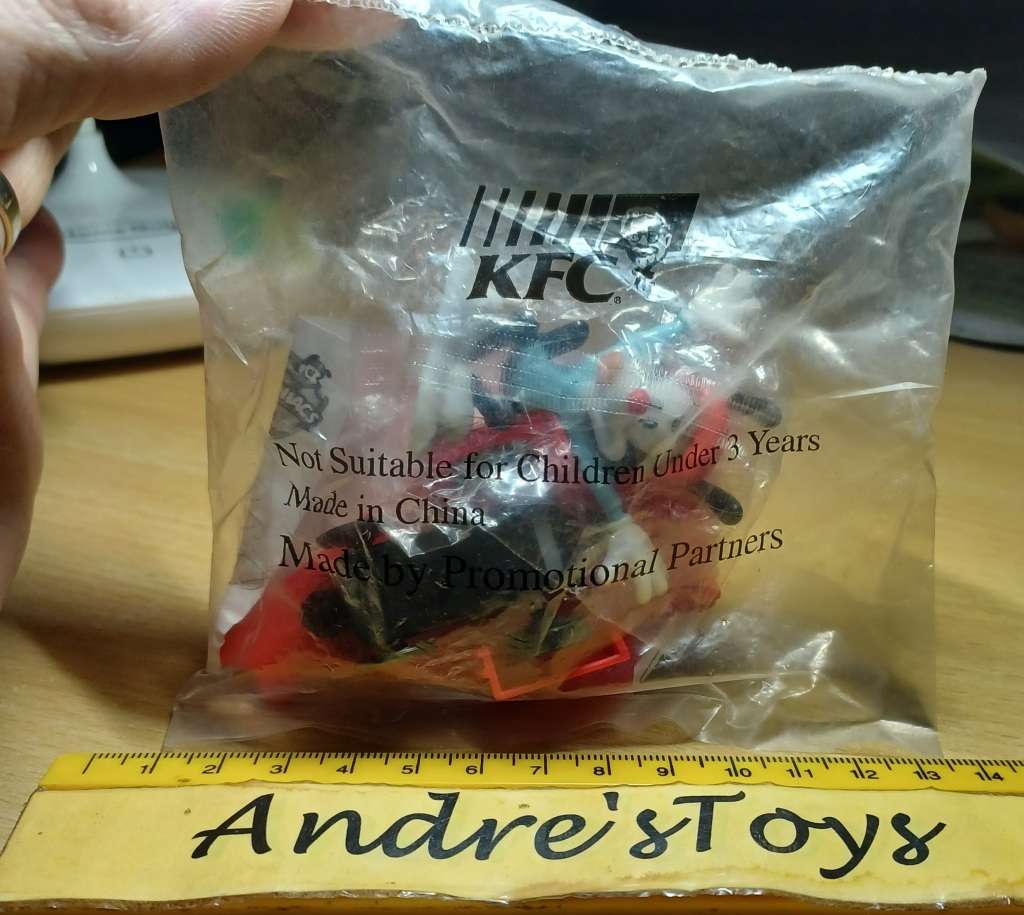 KFC®
Not Suitable for Children Under 3 Years
Made in China
Made by Promotional Partners
1 2 3 4 5 6 7 8 9 10 11 12 13 14
Andre'sToys